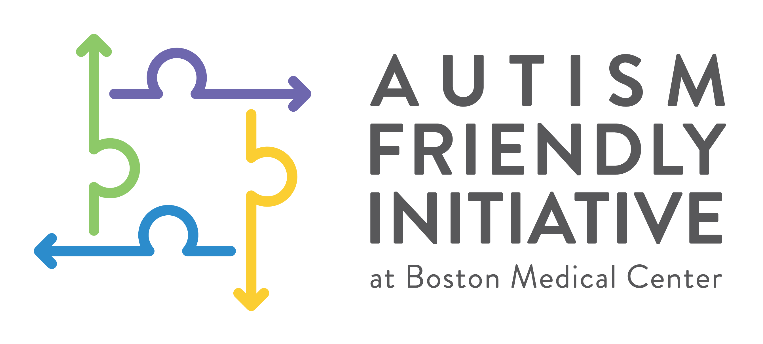 AUTISM
FRIENDLY
INITIATIVE
at Boston Medical Center